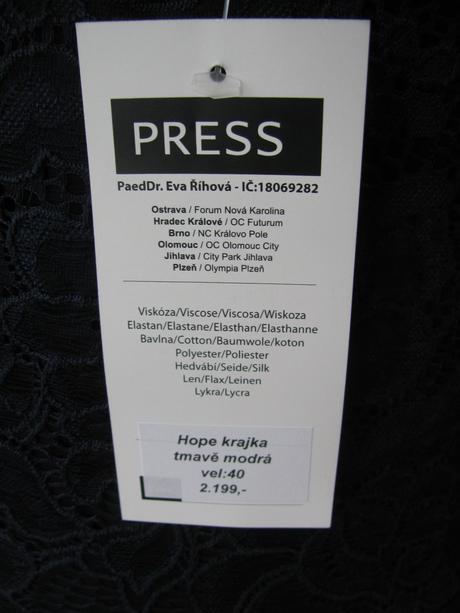 PRESS
PaedDr. Eva Říhová - IČ:18069282
Ostrava / Forum Nová Karolina
Hradec Králové / OC Futurum
Brno / NC Královo Pole
Olomouc / OC Olomouc City
Jihlava / City Park Jihlava
Plzeň / Olympia Plzeň
Viskóza/Viscose/Viscosa/Wiskoza
Elastan/Elastane/Elasthan/Elasthanne
Bavlna/Cotton/Baumwole/koton
Polyester/Poliester
Hedvábí/Seide/Silk
Len/Flax/Leinen
Lykra/Lycra
Hope krajka
tmavě modrá
vel:40
2.199,-